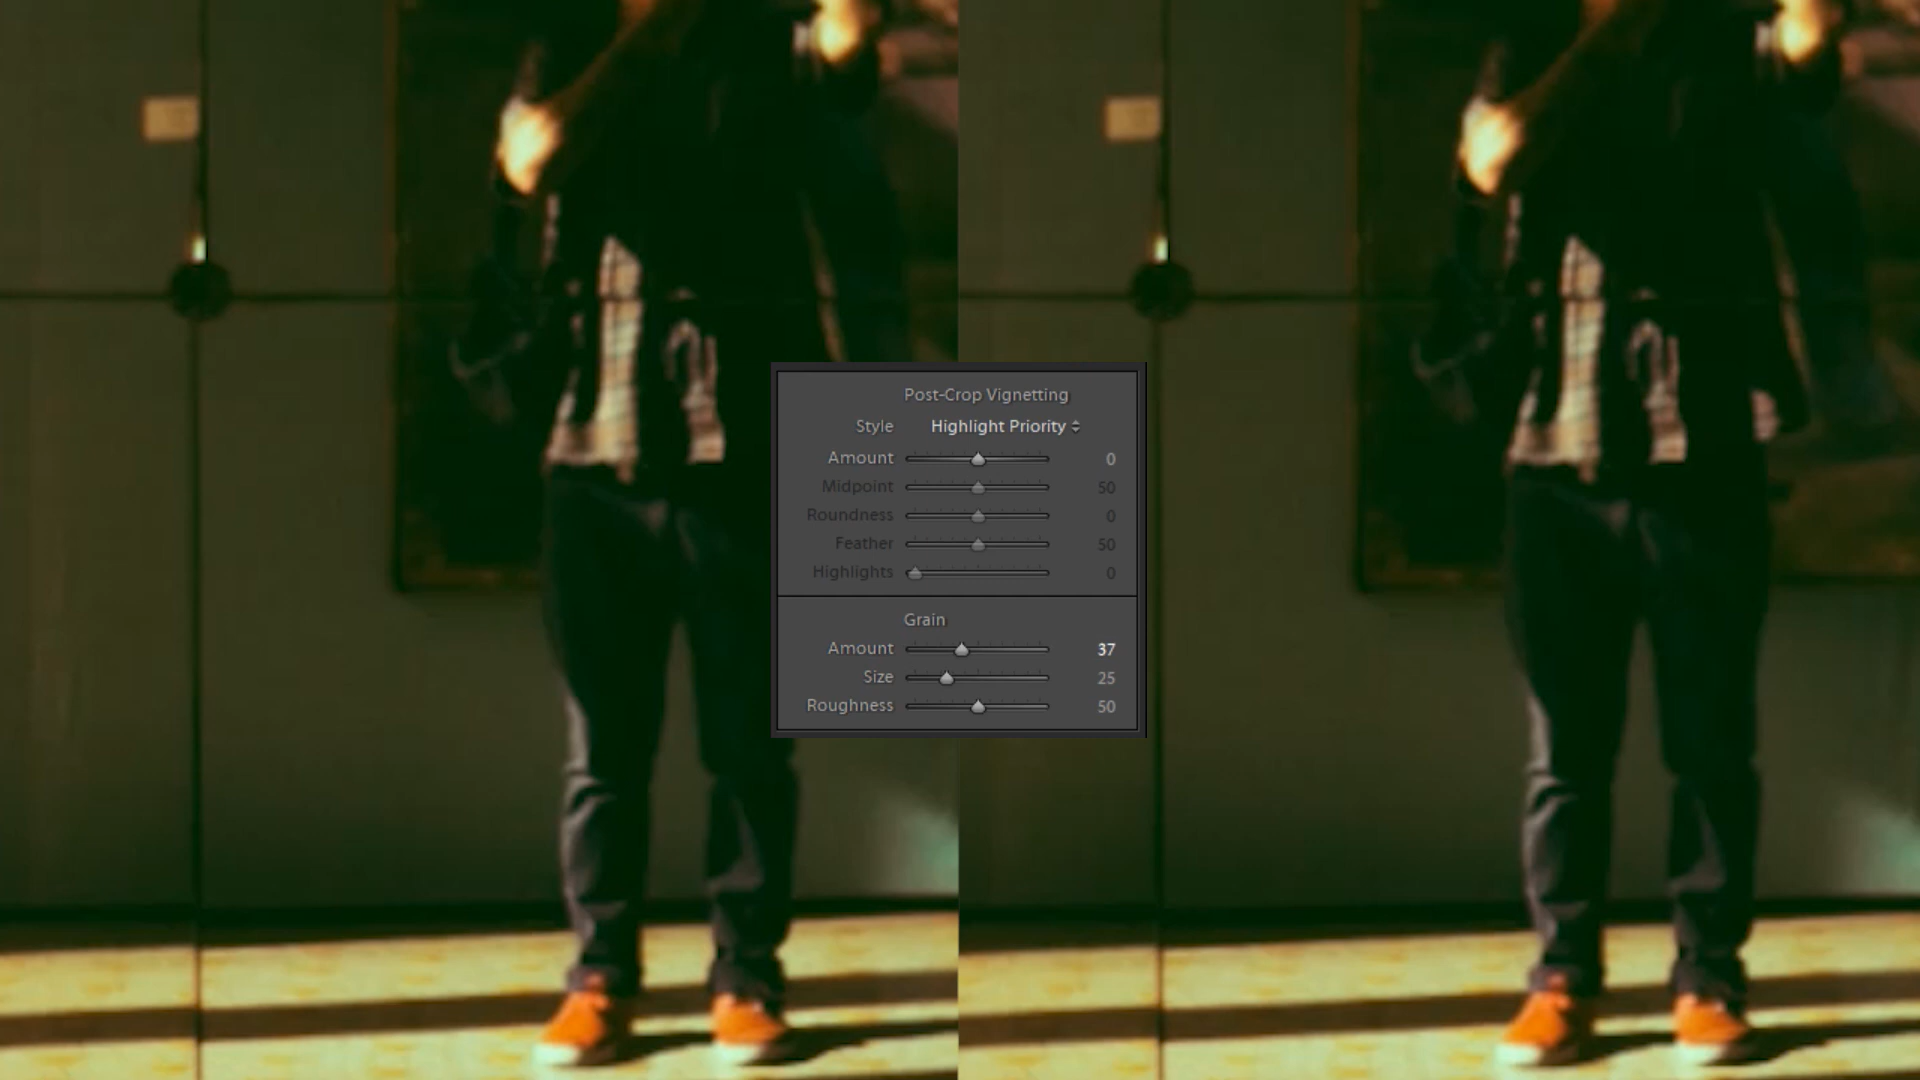 Post-Crop Vignetting
Style Highlight Priority
Amount 0
Midpoint 50
Roundness 0
Feather 50
Highlights 0
Grain
Amount 37
Size 25
Roughness 50